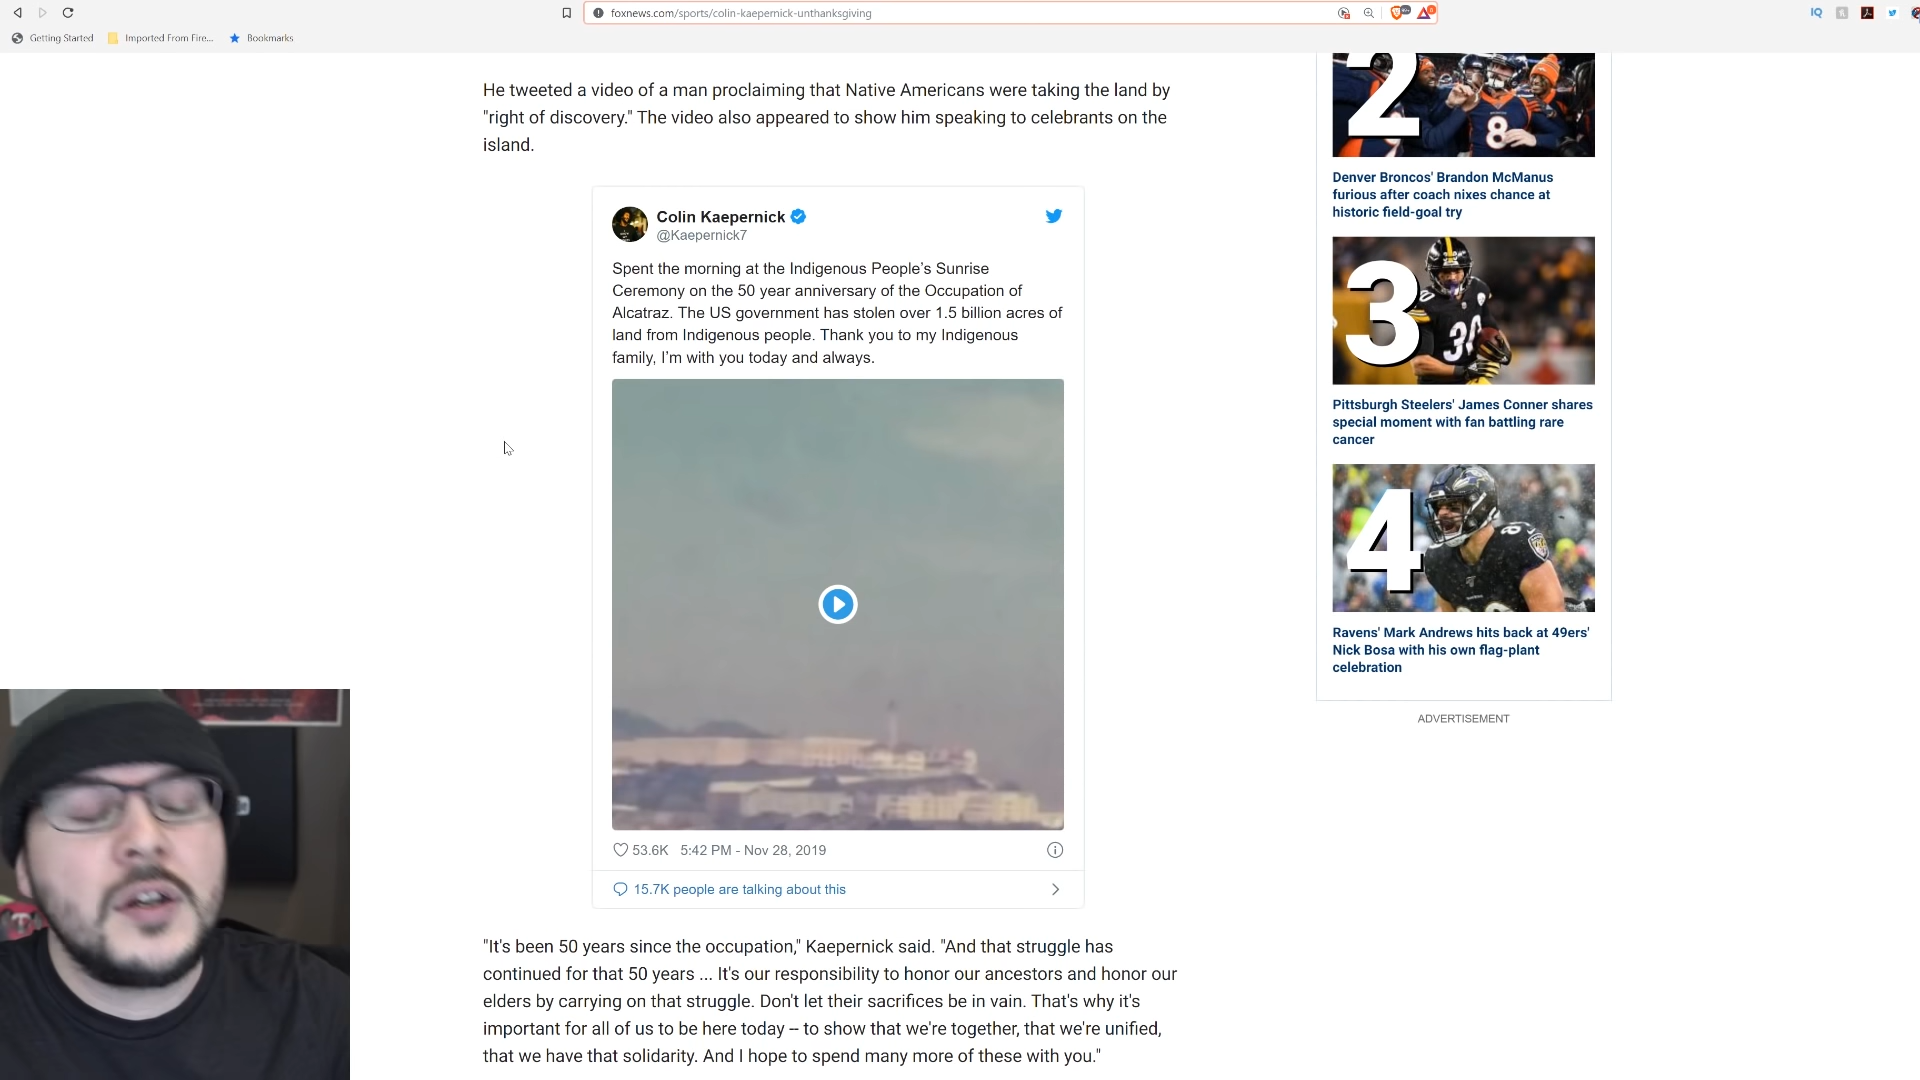 foxnews.com/sports/colin-kaepernick-unthanksgiving
IQ
Getting Started
Imported From Fire...
Bookmarks
He tweeted a video of a man proclaiming that Native Americans were taking the land by
"right of discovery." The video also appeared to show him speaking to celebrants on the
island.
Colin Kaepernick
@Kaepernick7
Spent the morning at the Indigenous People’s Sunrise
Ceremony on the 50 year anniversary of the Occupation of
Alcatraz. The US government has stolen over 1.5 billion acres of
land from Indigenous people. Thank you to my Indigenous
family, I’m with you today and always.
53.6K 5:42 PM - Nov 28, 2019
15.7K people are talking about this
"It's been 50 years since the occupation," Kaepernick said. "And that struggle has
continued for that 50 years ... It's our responsibility to honor our ancestors and honor our
elders by carrying on that struggle. Don't let their sacrifices be in vain. That's why it's
important for all of us to be here today -- to show that we're together, that we're unified,
that we have that solidarity. And I hope to spend many more of these with you."
2
8
Denver Broncos' Brandon McManus
furious after coach nixes chance at
historic field-goal try
3
30
Pittsburgh Steelers' James Conner shares
special moment with fan battling rare
cancer
4
Ravens' Mark Andrews hits back at 49ers'
Nick Bosa with his own flag-plant
celebration
ADVERTISEMENT